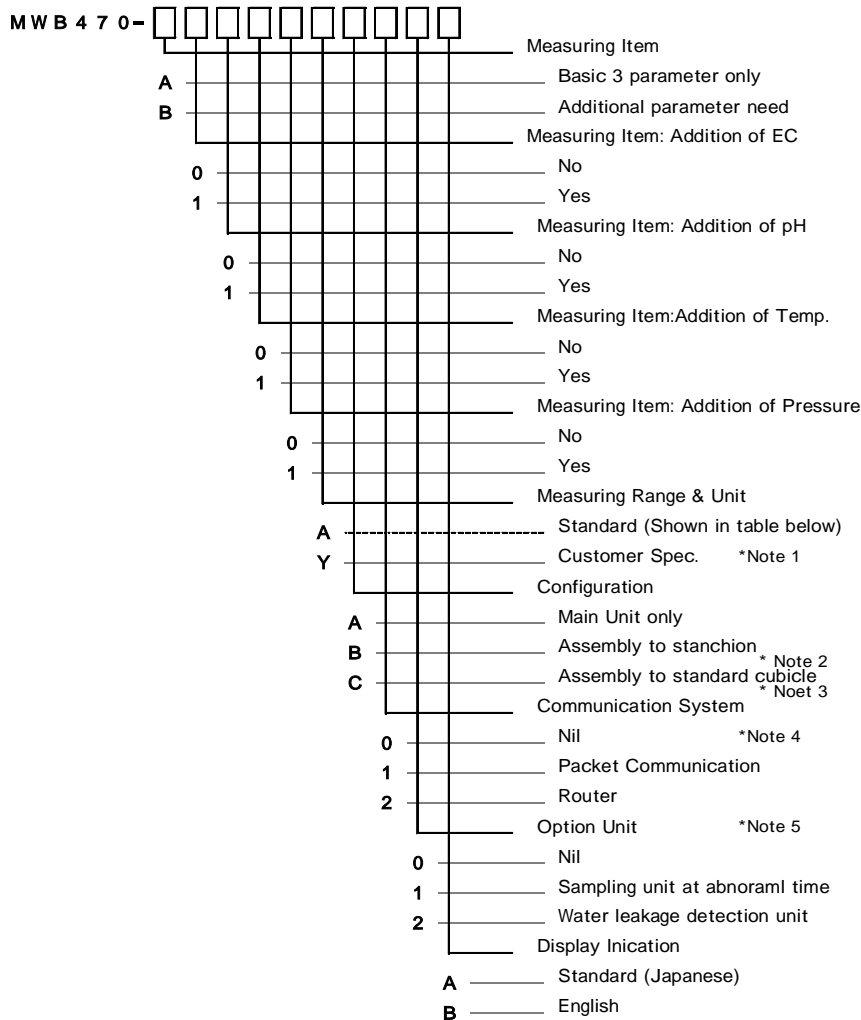 MWB470-
Measuring Item
A Basic 3 parameter only
B Additional parameter need
Measuring Item: Addition of EC
0 No
1 Yes
Measuring Item: Addition of pH
0 No
1 Yes
Measuring Item:Addition of Temp.
0 No
1 Yes
Measuring Item: Addition of Pressure
0 No
1 Yes
Measuring Range & Unit
A Standard (Shown in table below)
Y Customer Spec. *Note 1
Configuration
A Main Unit only
B Assembly to stanchion * Note 2
C Assembly to standard cubicle * Noet 3
Communication System
0 Nil *Note 4
1 Packet Communication
2 Router
Option Unit *Note 5
0 Nil
1 Sampling unit at abnoraml time
2 Water leakage detection unit
Display Inication
A Standard (Japanese)
B English